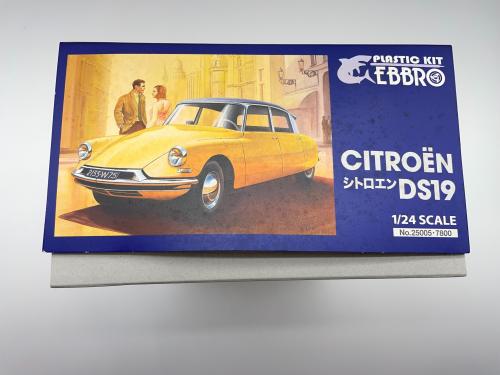 PLASTIC KIT
EBBRO
CITROËN
シトロエン DS19
1/24 SCALE
No.25005・7800